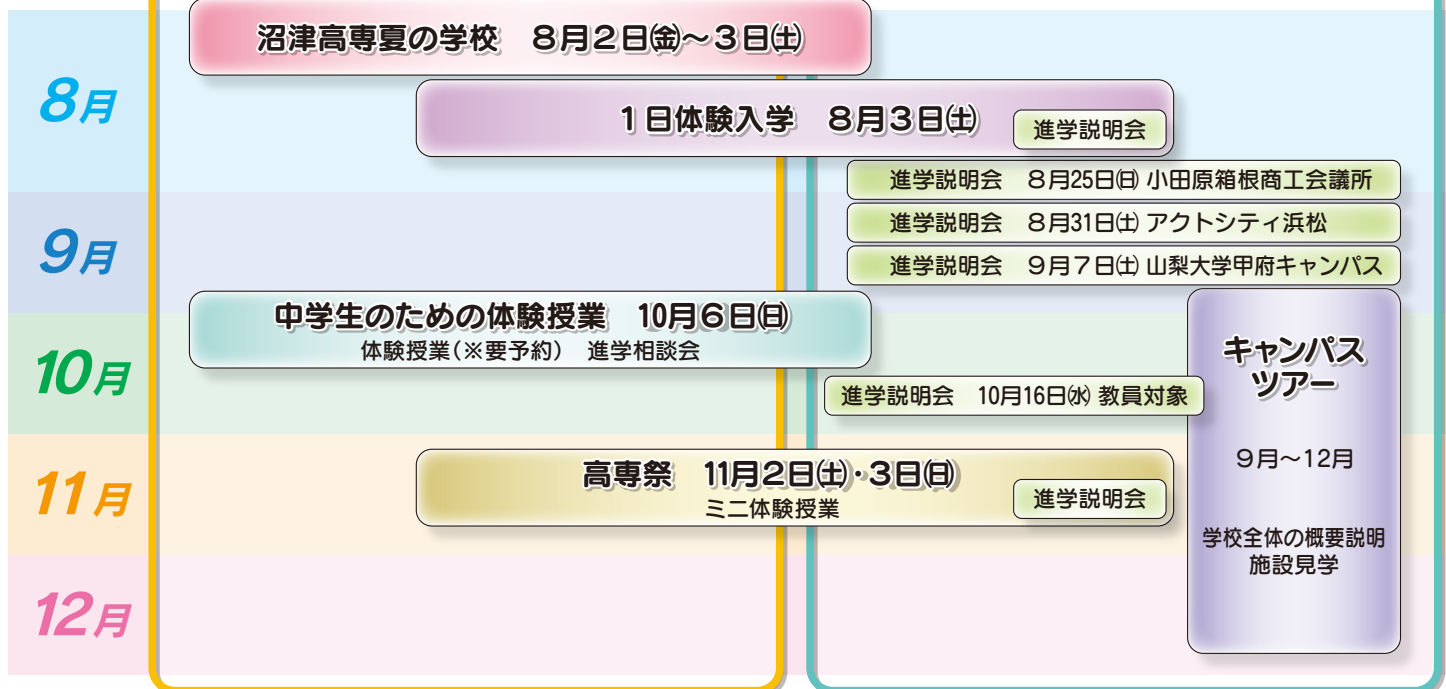 沼津高専夏の学校　８月２日㈮～３日㈯
8月
１日体験入学　８月３日㈯
進学説明会
進学説明会　８月25日㈰ 小田原箱根商工会議所
進学説明会　８月31日㈯ アクトシティ浜松
9月
進学説明会　９月７日㈯ 山梨大学甲府キャンパス
中学生のための体験授業　10月６日㈰
体験授業（※要予約）　進学相談会
10月
進学説明会　10月16日㈬ 教員対象
キャンパス
ツアー
９月～12月
学校全体の概要説明
施設見学
11月
高専祭　11月２日㈯・３日㈰
ミニ体験授業
進学説明会
12月